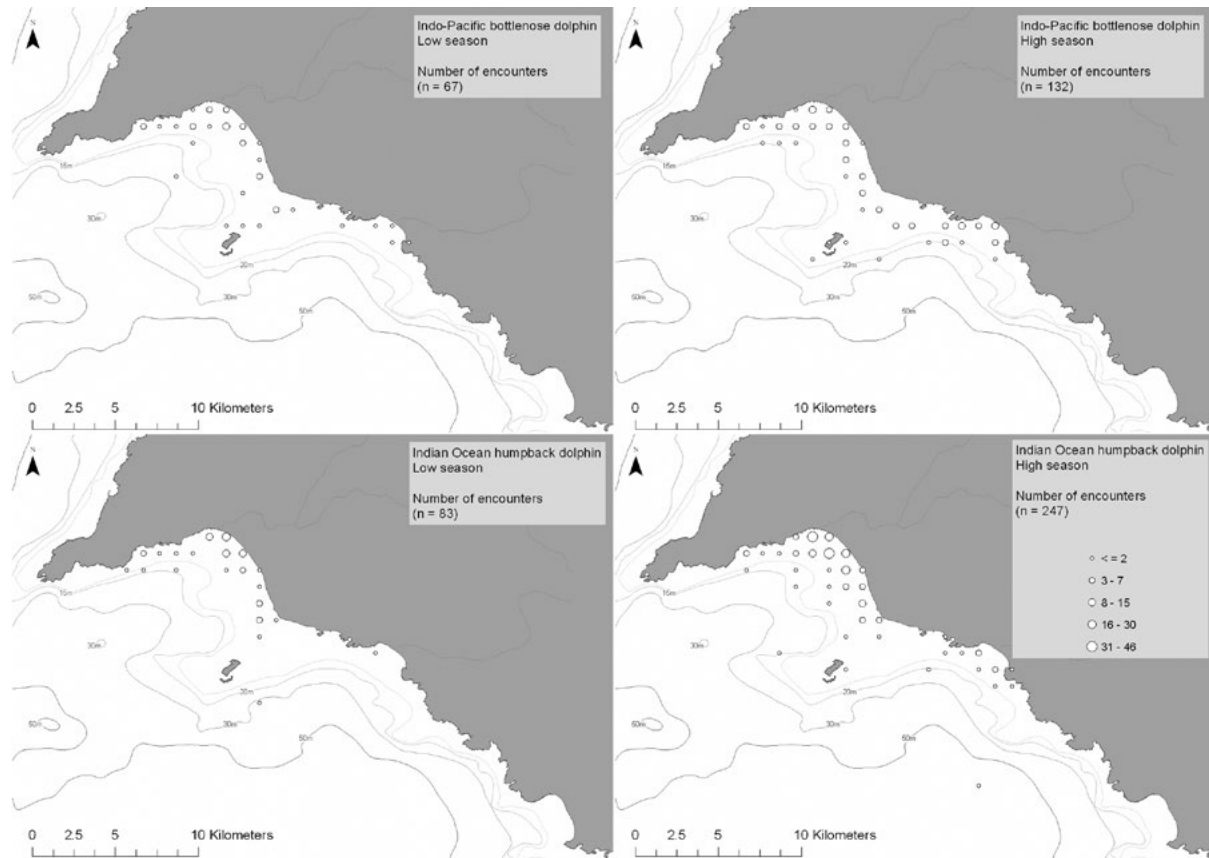 N
Indo-Pacific bottlenose dolphin
Low season
Number of encounters
(n = 67)
15m
30m
20m
50m
30m
50m
0 2.5 5 10 Kilometers
N
Indo-Pacific bottlenose dolphin
High season
Number of encounters
(n = 132)
15m
30m
20m
50m
30m
50m
0 2.5 5 10 Kilometers
N
Indian Ocean humpback dolphin
Low season
Number of encounters
(n = 83)
15m
30m
50m
30m
50m
0 2.5 5 10 Kilometers
N
Indian Ocean humpback dolphin
High season
Number of encounters
(n = 247)
< = 2
3 - 7
8 - 15
16 - 30
31 - 46
15m
30m
20m
50m
30m
50m
0 2.5 5 10 Kilometers